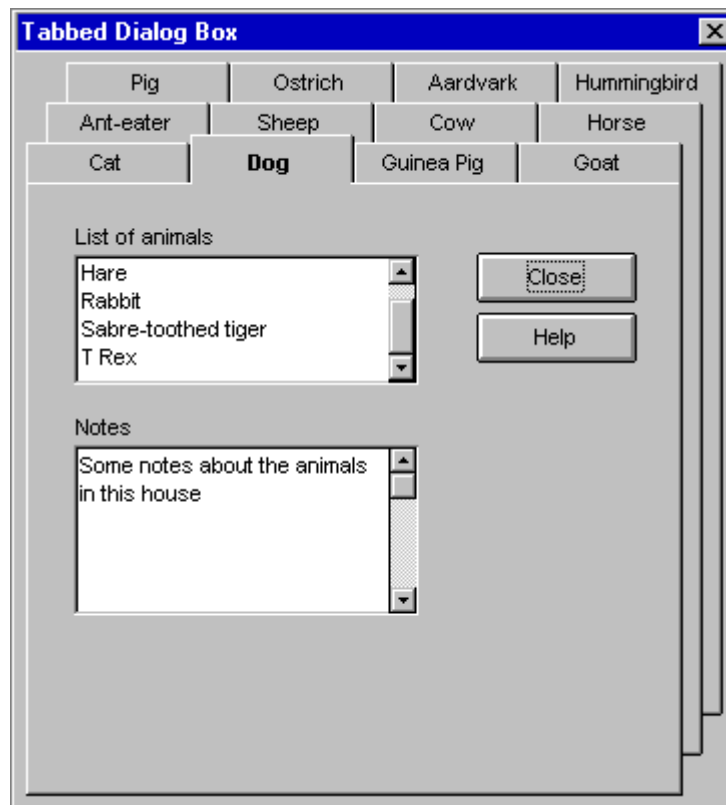 Tabbed Dialog Box
Pig Ostrich Aardvark Hummingbird
Ant-eater Sheep Cow Horse
Cat Dog Guinea Pig Goat
List of animals
Hare
Rabbit
Sabre-toothed tiger
T Rex
Close
Help
Notes
Some notes about the animals
in this house